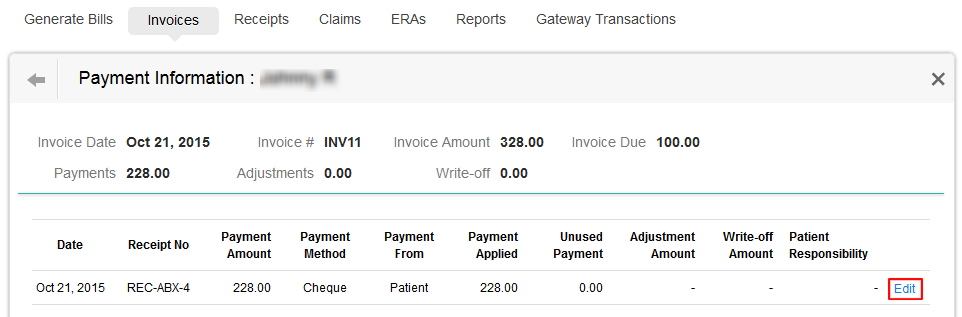 Generate Bills Invoices Receipts Claims ERAs Reports Gateway Transactions
Payment Information :
Invoice Date Oct 21, 2015 Invoice # INV11 Invoice Amount 328.00 Invoice Due 100.00
Payments 228.00 Adjustments 0.00 Write-off 0.00
Date Receipt No Payment Amount Payment Method Payment From Payment Applied Unused Payment Adjustment Amount Write-off Amount Patient Responsibility
Oct 21, 2015 REC-ABX-4 228.00 Cheque Patient 228.00 0.00 - - - Edit